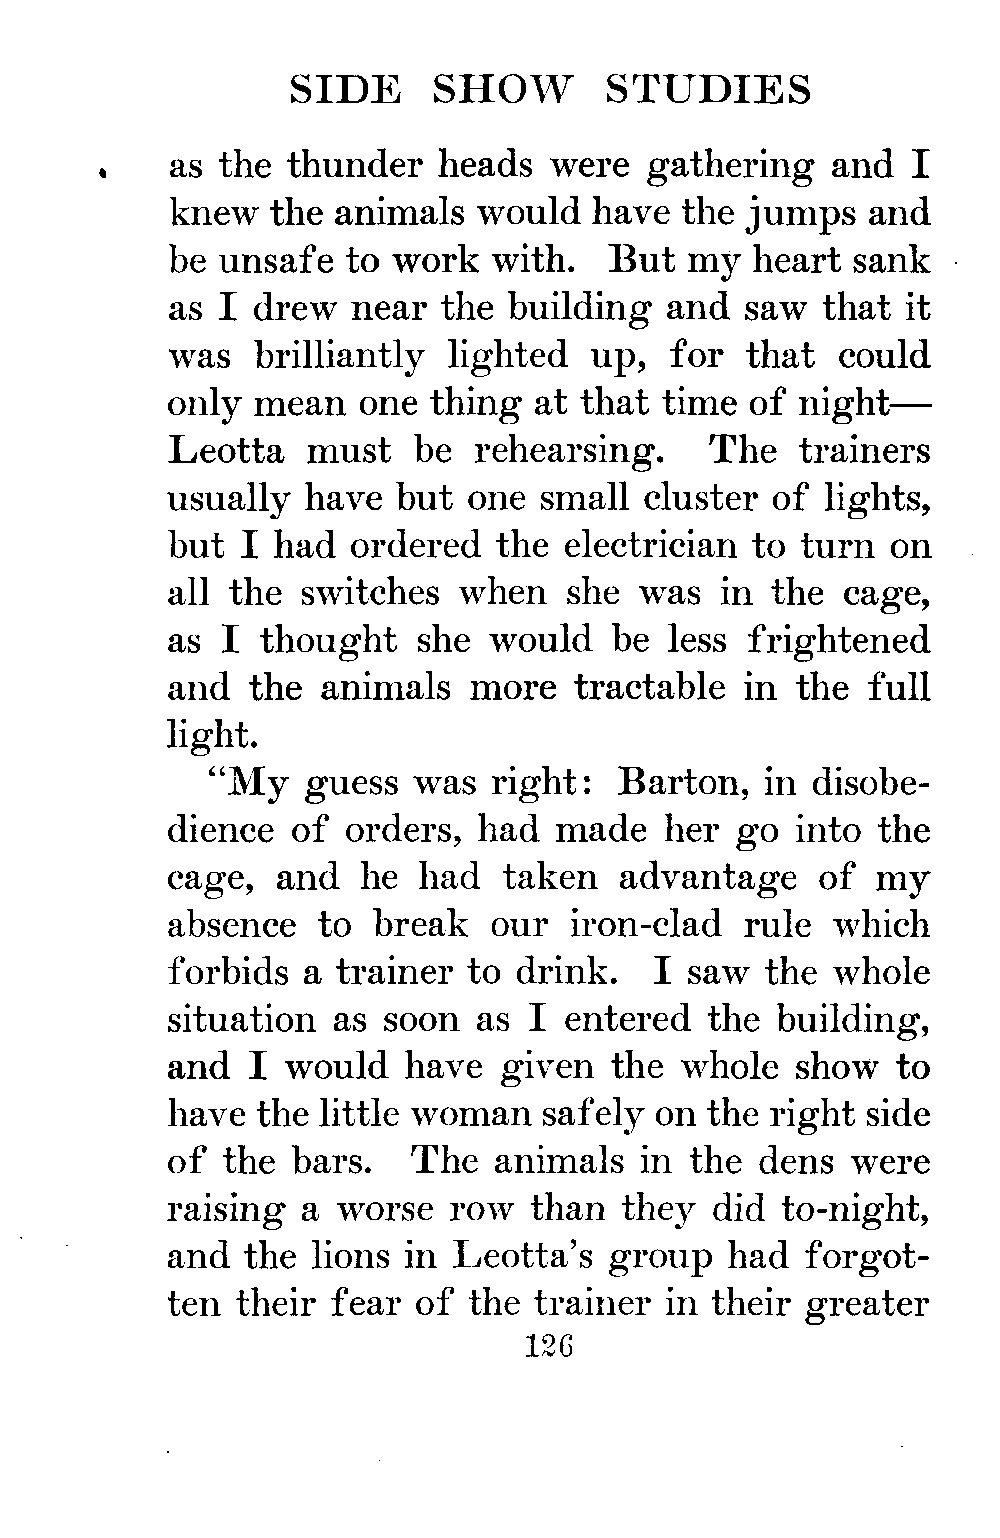 SIDE SHOW STUDIES
as the thunder heads were gathering and I
knew the animals would have the jumps and
be unsafe to work with. But my heart sank
as I drew near the building and saw that it
was brilliantly lighted up, for that could
only mean one thing at that time of night—
Leotta must be rehearsing. The trainers
usually have but one small cluster of lights,
but I had ordered the electrician to turn on
all the switches when she was in the cage,
as I thought she would be less frightened
and the animals more tractable in the full
light.
“My guess was right: Barton, in disobe-
dience of orders, had made her go into the
cage, and he had taken advantage of my
absence to break our iron-clad rule which
forbids a trainer to drink. I saw the whole
situation as soon as I entered the building,
and I would have given the whole show to
have the little woman safely on the right side
of the bars. The animals in the dens were
raising a worse row than they did to-night,
and the lions in Leotta’s group had forgot-
ten their fear of the trainer in their greater
126